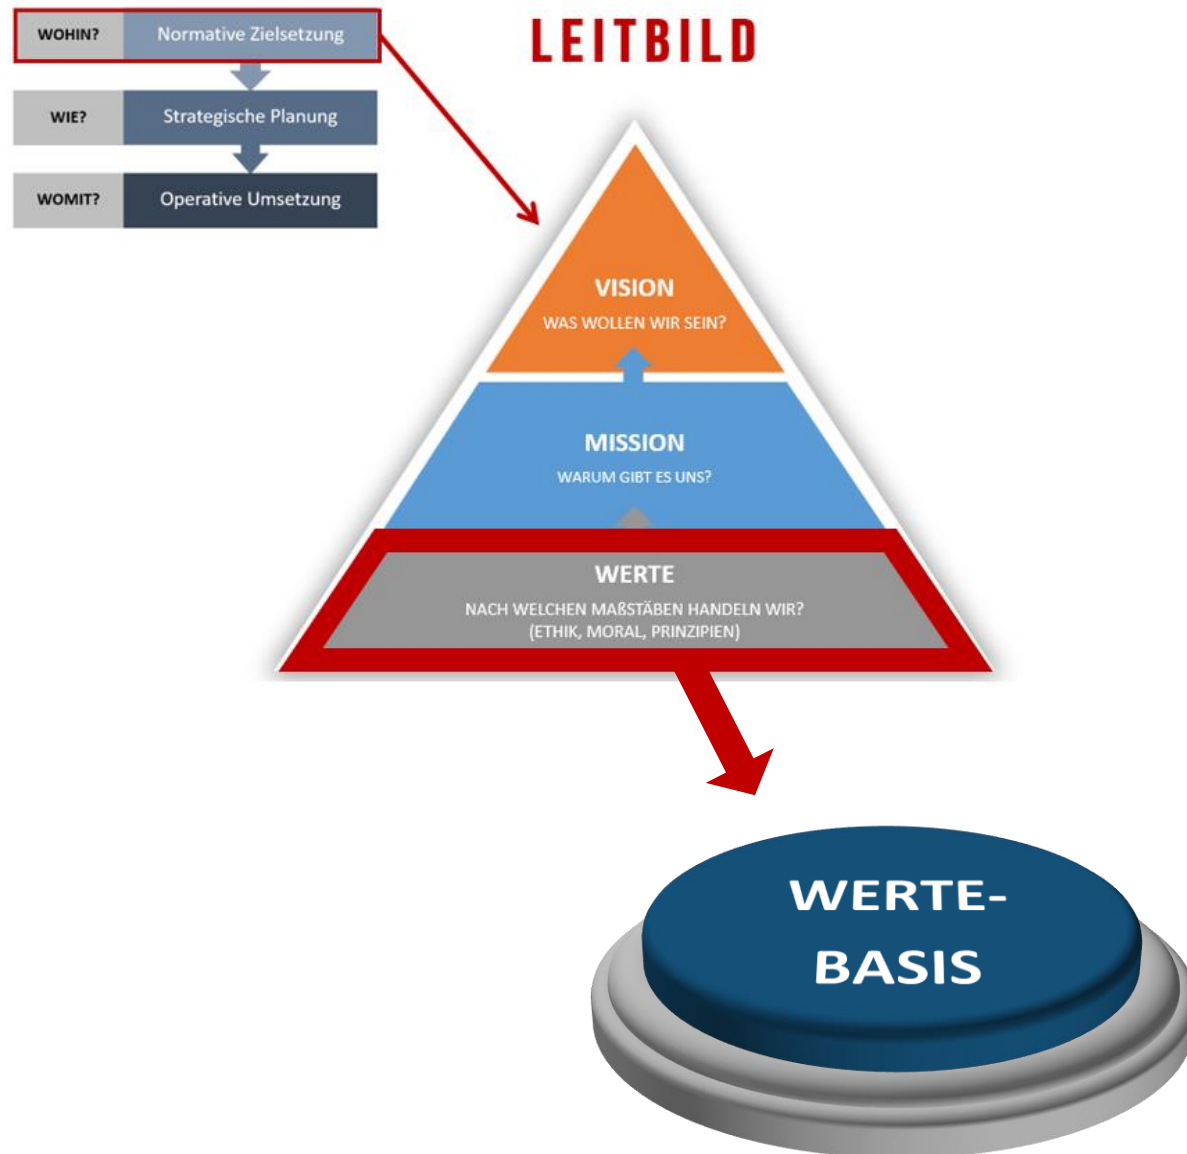 WOHIN? Normative Zielsetzung
LEITBILD
WIE? Strategische Planung
WOMIT? Operative Umsetzung
VISION
WAS WOLLEN WIR SEIN?
MISSION
WARUM GIBT ES UNS?
WERTE
NACH WELCHEN MAßSTÄBEN HANDELN WIR?
(ETHIK, MORAL, PRINZIPIEN)
WERTE-
BASIS